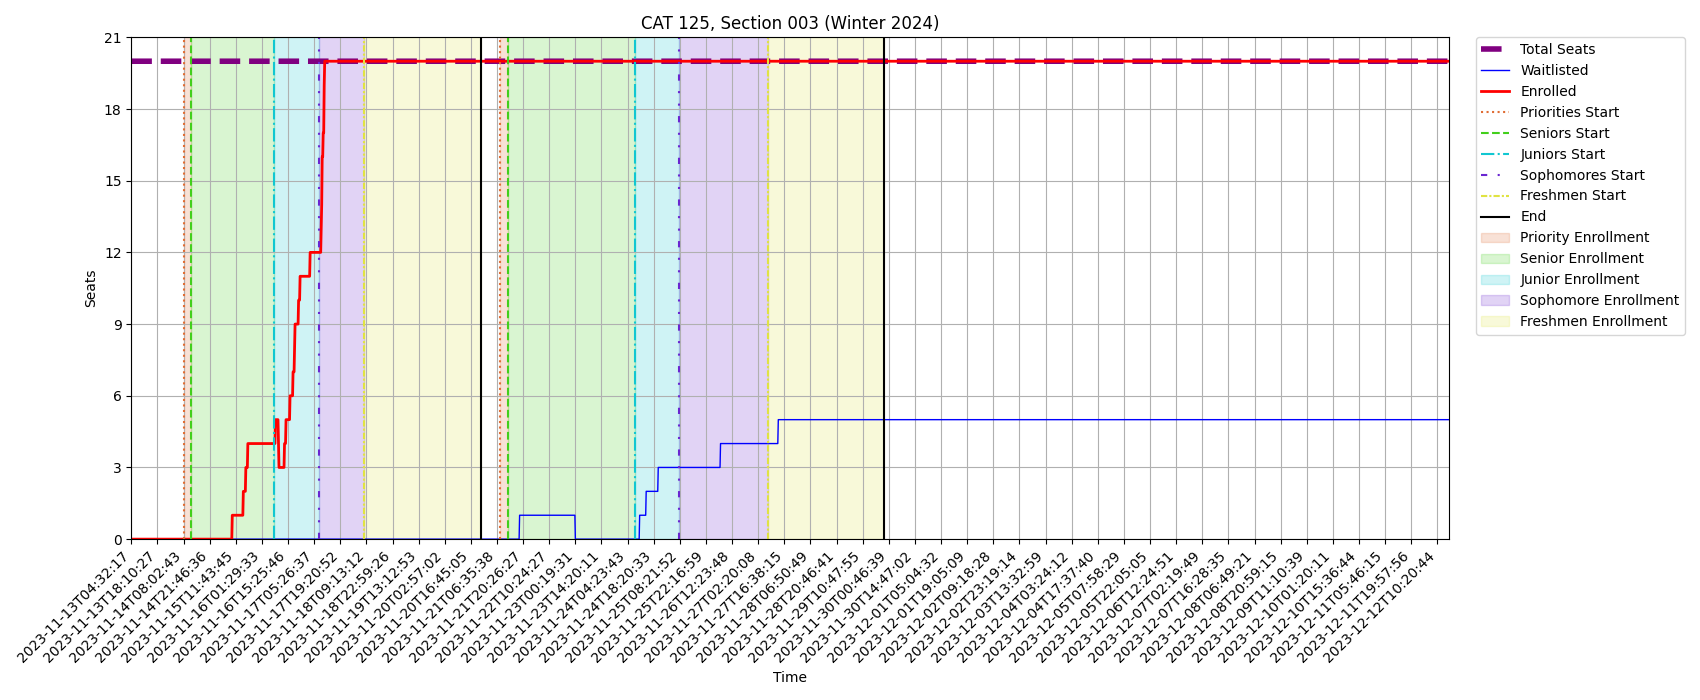 CAT 125, Section 003 (Winter 2024)
21
18
15
12
9
6
3
0
Seats
2023-11-13T04:32:17
2023-11-13T18:10:27
2023-11-14T08:02:43
2023-11-14T21:46:36
2023-11-15T11:43:45
2023-11-16T01:29:33
2023-11-16T15:25:46
2023-11-17T05:26:37
2023-11-17T19:20:52
2023-11-18T09:13:12
2023-11-18T22:59:26
2023-11-19T13:12:53
2023-11-20T02:57:02
2023-11-20T16:45:05
2023-11-21T06:35:38
2023-11-21T20:26:27
2023-11-22T10:24:27
2023-11-23T00:19:31
2023-11-23T14:20:11
2023-11-24T04:23:43
2023-11-24T18:20:33
2023-11-25T08:21:52
2023-11-25T22:16:59
2023-11-26T12:23:48
2023-11-27T02:20:08
2023-11-27T16:38:15
2023-11-28T06:50:49
2023-11-28T20:46:41
2023-11-29T10:47:55
2023-11-30T00:46:39
2023-11-30T14:47:02
2023-12-01T05:04:32
2023-12-01T19:05:09
2023-12-02T09:18:28
2023-12-02T23:19:14
2023-12-03T13:32:59
2023-12-04T03:24:12
2023-12-04T17:37:40
2023-12-05T07:58:29
2023-12-05T22:05:05
2023-12-06T12:24:51
2023-12-07T02:19:49
2023-12-07T16:28:35
2023-12-08T06:49:21
2023-12-08T20:59:15
2023-12-09T11:10:39
2023-12-10T01:20:11
2023-12-10T15:36:44
2023-12-11T05:46:15
2023-12-11T19:57:56
2023-12-12T10:20:44
Time
Total Seats
Waitlisted
Enrolled
Priorities Start
Seniors Start
Juniors Start
Sophomores Start
Freshmen Start
End
Priority Enrollment
Senior Enrollment
Junior Enrollment
Sophomore Enrollment
Freshmen Enrollment